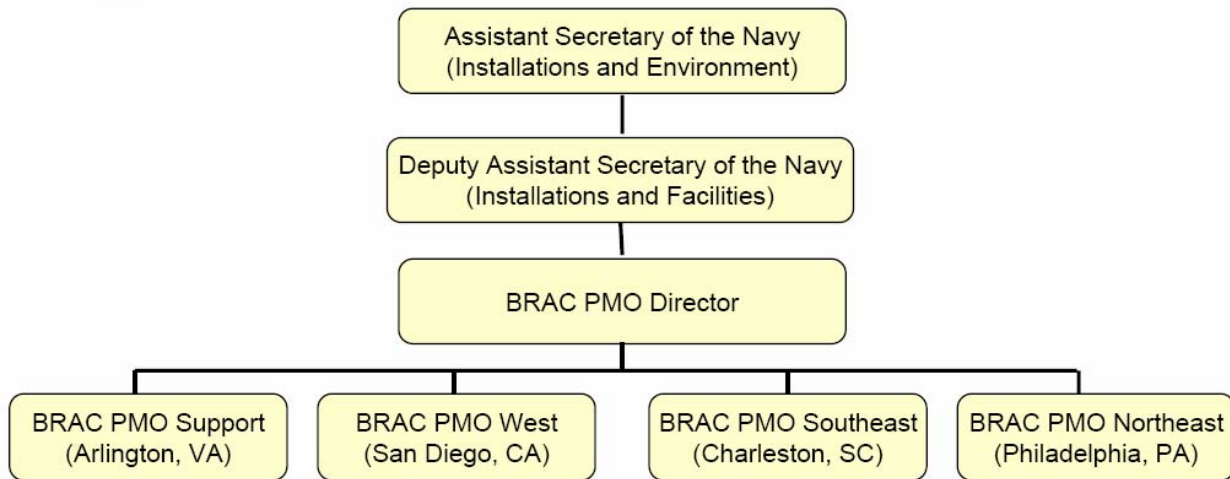 Assistant Secretary of the Navy
(Installations and Environment)
Deputy Assistant Secretary of the Navy
(Installations and Facilities)
BRAC PMO Director
BRAC PMO Support
(Arlington, VA)
BRAC PMO West
(San Diego, CA)
BRAC PMO Southeast
(Charleston, SC)
BRAC PMO Northeast
(Philadelphia, PA)